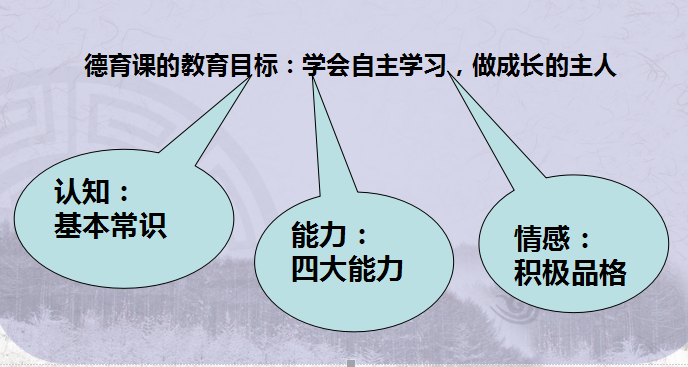 德育课的教育目标：学会自主学习，做成长的主人
认知：
基本常识
能力：
四大能力
情感：
积极品格